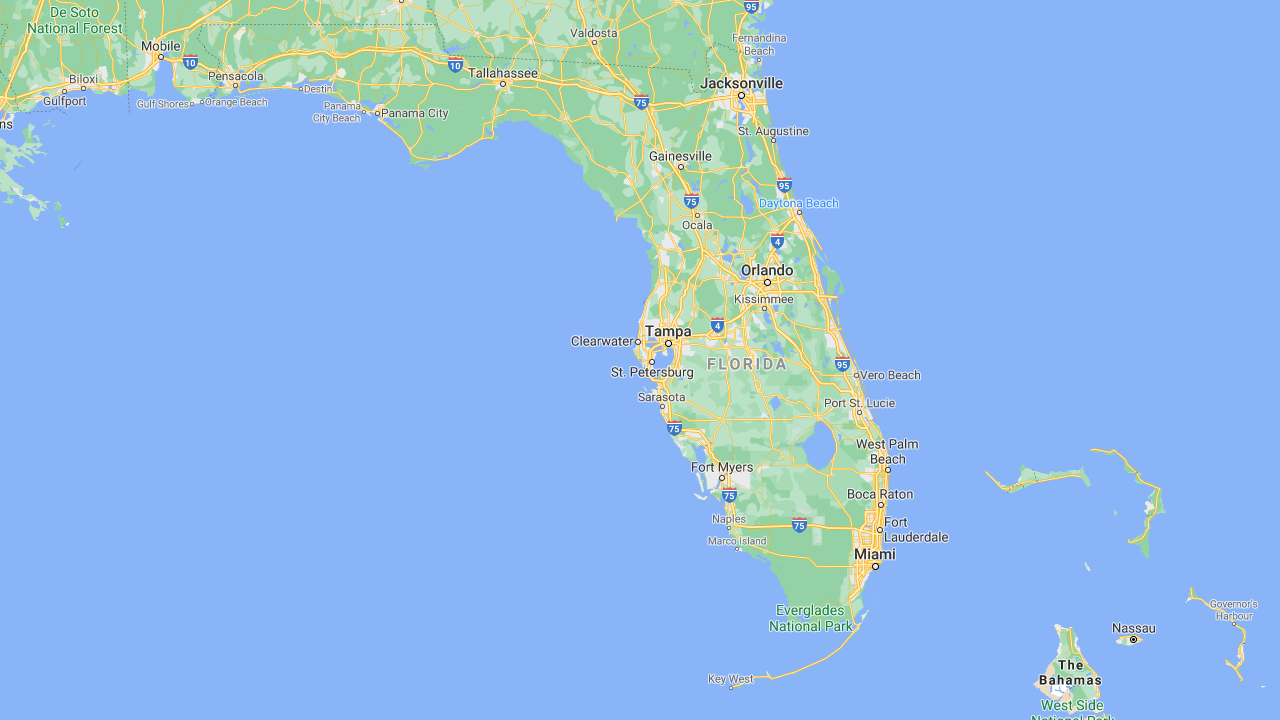 95
De Soto
National Forest
Valdosta
Fernandina
Beach
Mobile
10
10
Tallahassee
Pensacola
Biloxi
Jacksonville
Destin
Gulfport
Gulf Shores
Orange Beach
75
Panama
City Beach
Panama City
ns
St. Augustine
Gainesville
95
75
Daytona Beach
Ocala
4
Orlando
Kissimmee
4
Tampa
Clearwater
FLORIDA
95
St. Petersburg
Vero Beach
Sarasota
Port St. Lucie
75
West Palm
Beach
Fort Myers
75
Boca Raton
Naples
75
Fort
Lauderdale
Marco Island
Miami
Everglades
National Park
Governor's
Harbour
Nassau
The
Bahamas
Key West
West Side
National Park